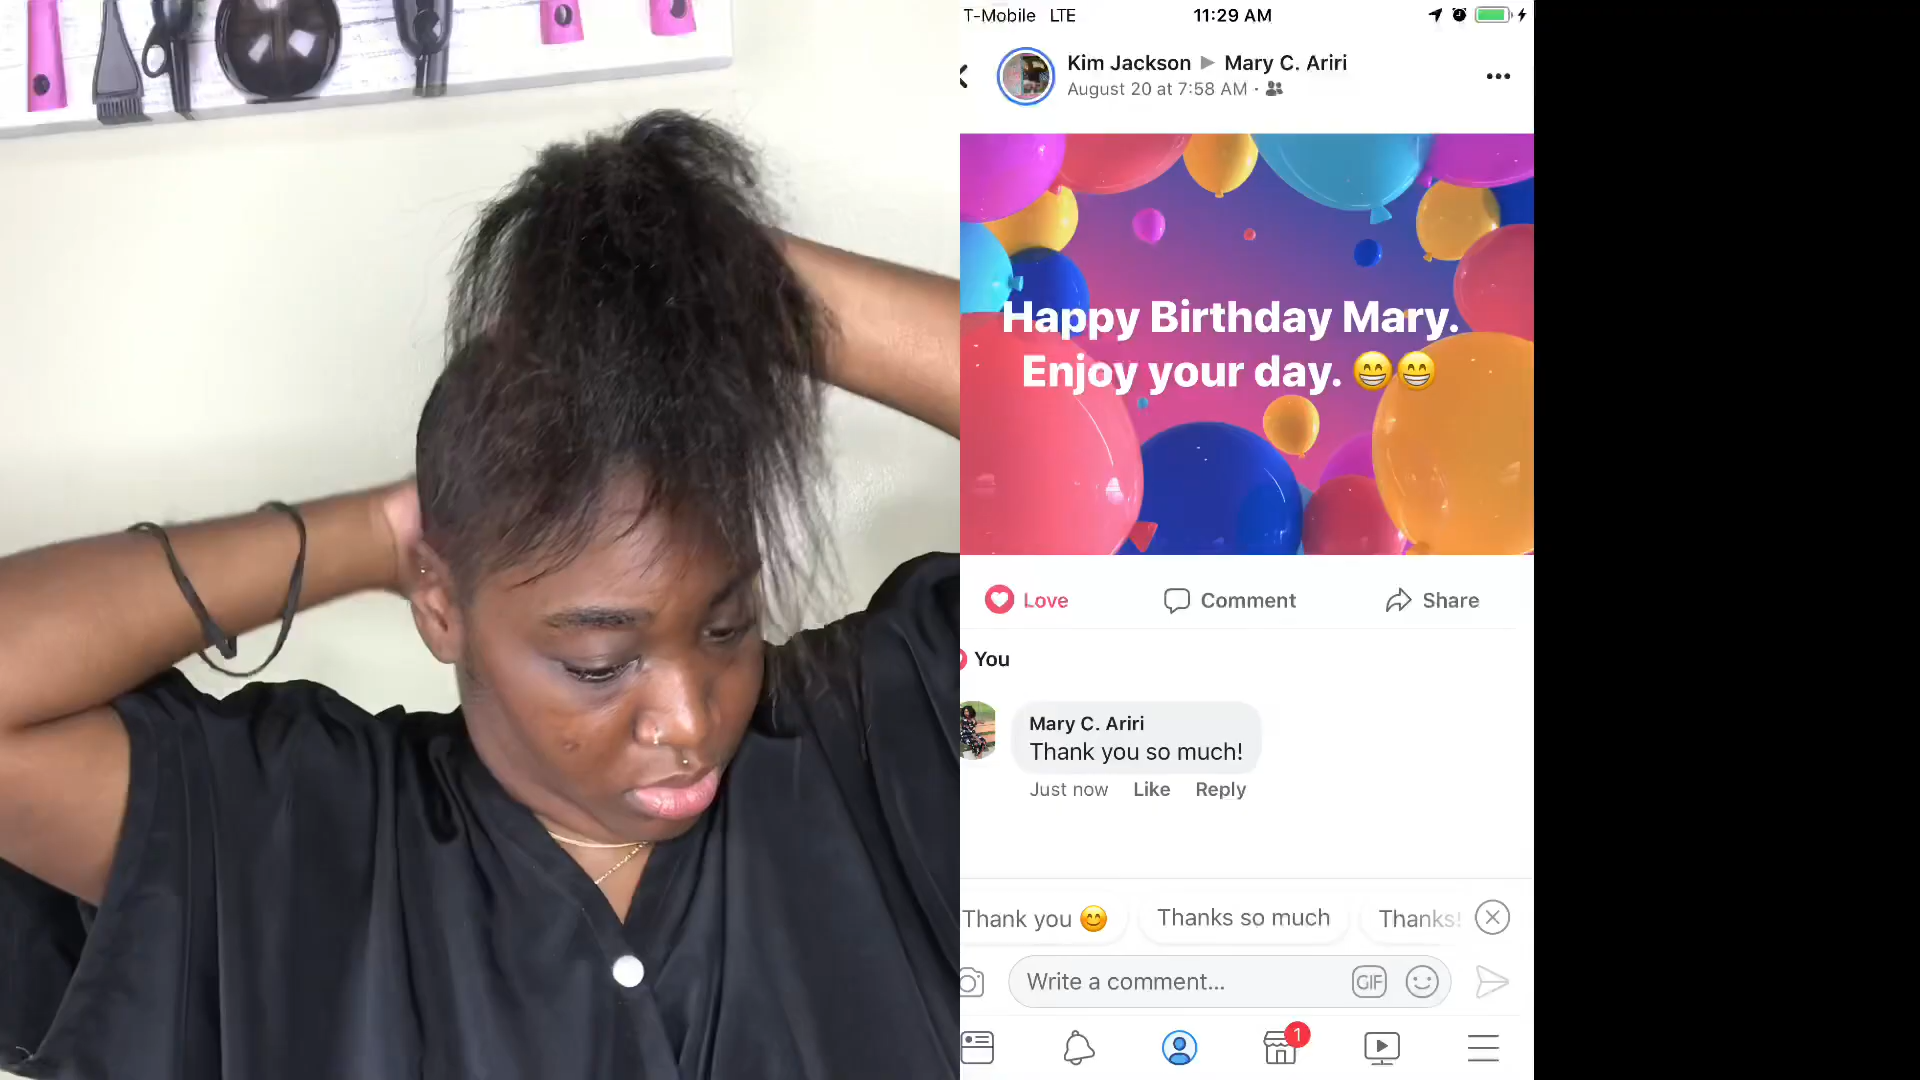 T-Mobile LTE 11:29 AM
Kim Jackson ▶ Mary C. Ariri
August 20 at 7:58 AM ·
Happy Birthday Mary.
Enjoy your day. 😁😁
Love Comment Share
You
Mary C. Ariri
Thank you so much!
Just now Like Reply
Thank you 😊 Thanks so much Thanks!
Write a comment... GIF
1